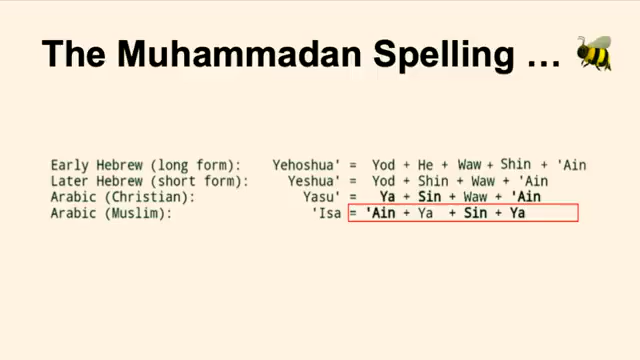 The Muhammadan Spelling ... 🐝
Early Hebrew (long form): Yehoshua' = Yod + He + Waw + Shin + 'Ain
Later Hebrew (short form): Yeshua' = Yod + Shin + Waw + 'Ain
Arabic (Christian): Yasu' = Ya + Sin + Waw + 'Ain
Arabic (Muslim): 'Isa = 'Ain + Ya + Sin + Ya